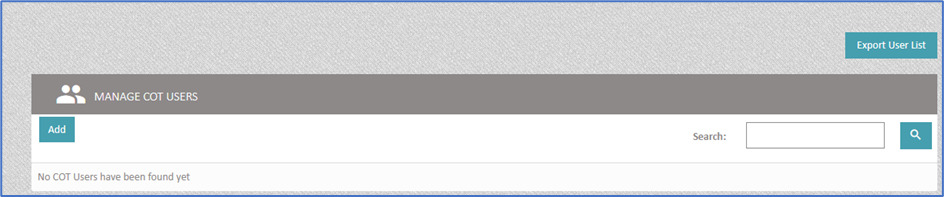 Export User List
MANAGE COT USERS
Add
Search:
No COT Users have been found yet